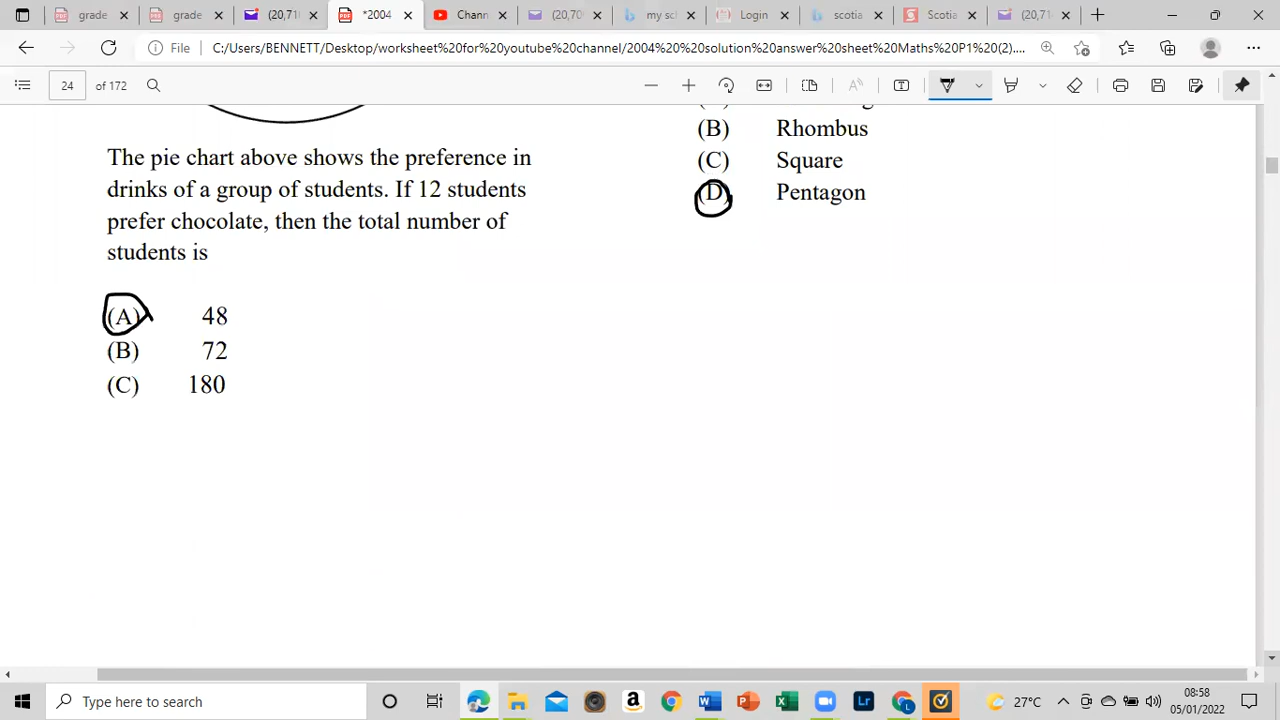 grade
grade
(20,71
*2004
Chann
(20,70
my scl
Login
scotia
Scotia
(20,7
File
C:/Users/BENNETT/Desktop/worksheet%20for%20youtube%20channel/2004%20%20solution%20answer%20sheet%20Maths%20P1%20(2)....
24 of 172
The pie chart above shows the preference in
drinks of a group of students. If 12 students
prefer chocolate, then the total number of
students is
(A) 48
(B) 72
(C) 180
(B) Rhombus
(C) Square
(D) Pentagon
Type here to search
27°C
08:58
05/01/2022